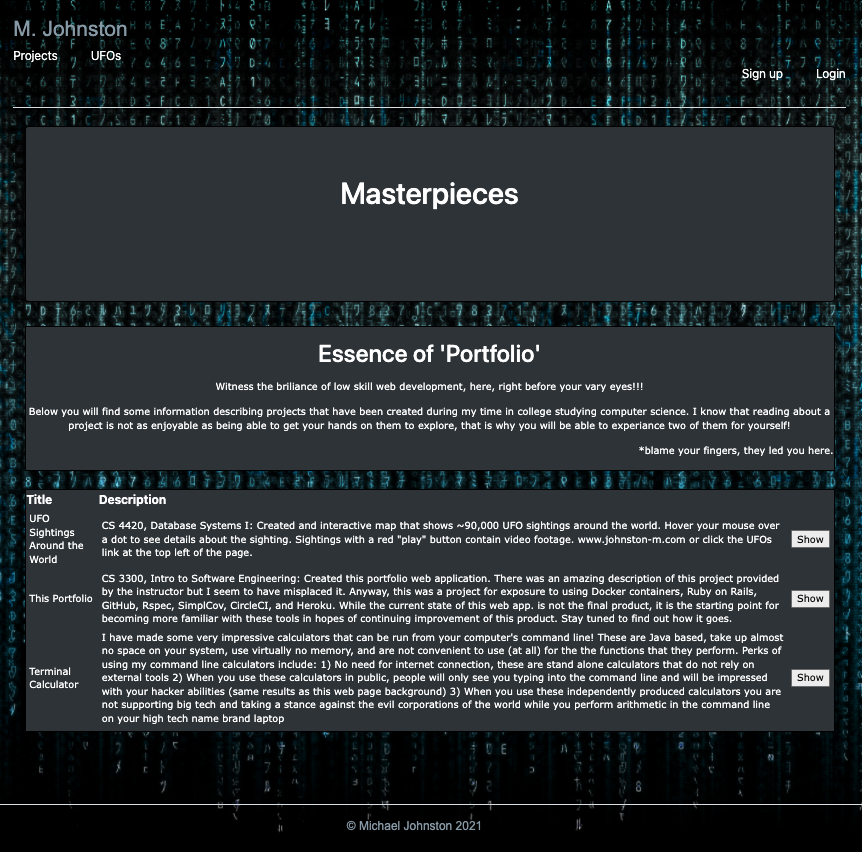 M. Johnston
Projects UFOs
Sign up Login
Masterpieces
Essence of 'Portfolio'
Witness the briliance of low skill web development, here, right before your vary eyes!!!
Below you will find some information describing projects that have been created during my time in college studying computer science. I know that reading about a
project is not as enjoyable as being able to get your hands on them to explore, that is why you will be able to experiance two of them for yourself!
*blame your fingers, they led you here.
Title Description
UFO
Sightings
Around the
World
CS 4420, Database Systems I: Created and interactive map that shows ~90,000 UFO sightings around the world. Hover your mouse over
a dot to see details about the sighting. Sightings with a red "play" button contain video footage. www.johnston-m.com or click the UFOs
link at the top left of the page.
Show
This Portfolio
CS 3300, Intro to Software Engineering: Created this portfolio web application. There was an amazing description of this project provided
by the instructor but I seem to have misplaced it. Anyway, this was a project for exposure to using Docker containers, Ruby on Rails,
GitHub, Rspec, SimplCov, CircleCI, and Heroku. While the current state of this web app. is not the final product, it is the starting point for
becoming more familiar with these tools in hopes of continuing improvement of this product. Stay tuned to find out how it goes.
Show
Terminal
Calculator
I have made some very impressive calculators that can be run from your computer's command line! These are Java based, take up almost
no space on your system, use virtually no memory, and are not convenient to use (at all) for the the functions that they perform. Perks of
using my command line calculators include: 1) No need for internet connection, these are stand alone calculators that do not rely on
external tools 2) When you use these calculators in public, people will only see you typing into the command line and will be impressed
with your hacker abilities (same results as this web page background) 3) When you use these independently produced calculators you are
not supporting big tech and taking a stance against the evil corporations of the world while you perform arithmetic in the command line
on your high tech name brand laptop
Show
© Michael Johnston 2021